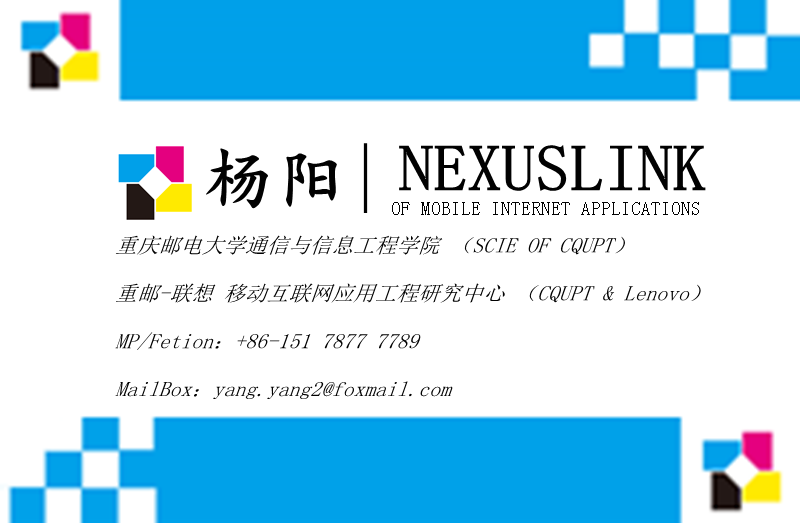 杨阳 | NEXUSLINK
OF MOBILE INTERNET APPLICATIONS
重庆邮电大学通信与信息工程学院 （SCIE OF CQUPT）
重邮-联想 移动互联网应用工程研究中心 （CQUPT & Lenovo）
MP/Fetion：+86-151 7877 7789
MailBox：yang.yang2@foxmail.com